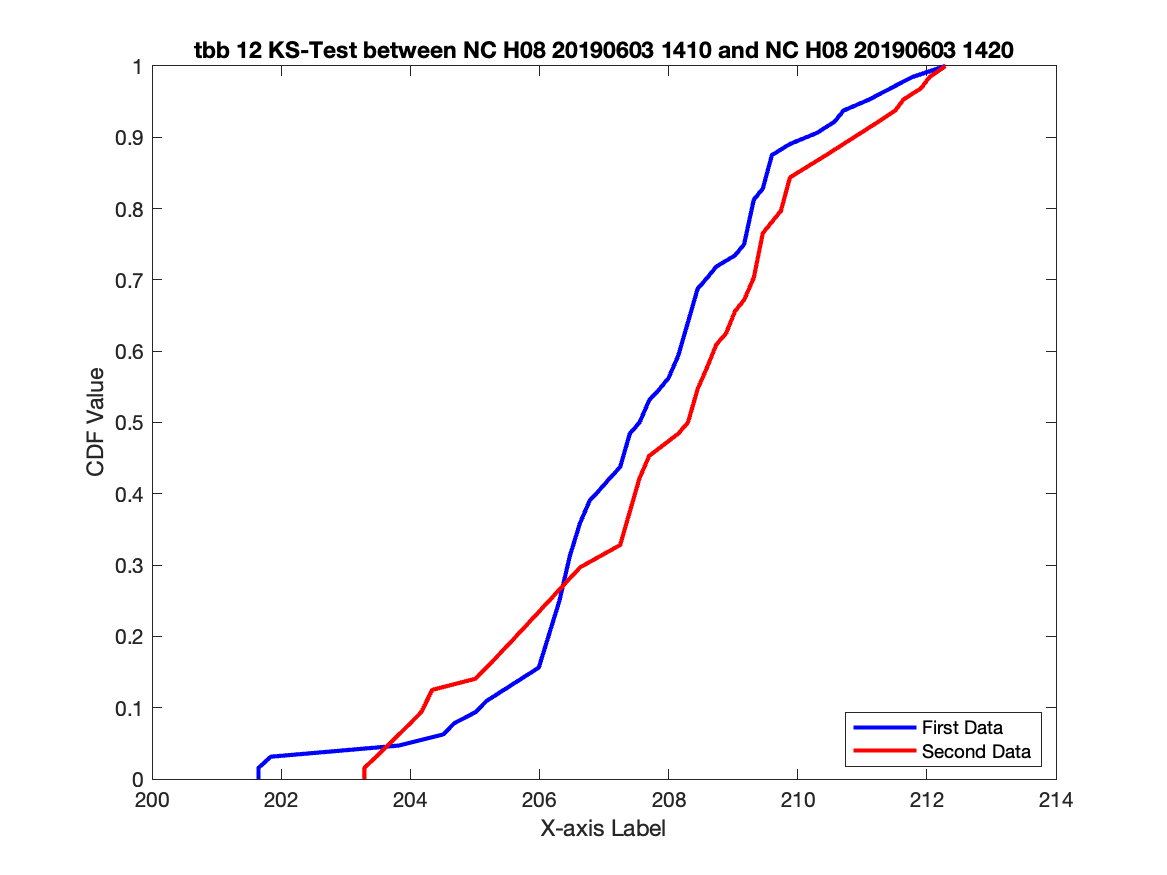 tbb 12 KS-Test between NC H08 20190603 1410 and NC H08 20190603 1420
1
0.9
0.8
0.7
0.6
0.5
0.4
0.3
0.2
0.1
0
CDF Value
First Data
Second Data
200 202 204 206 208 210 212 214
X-axis Label